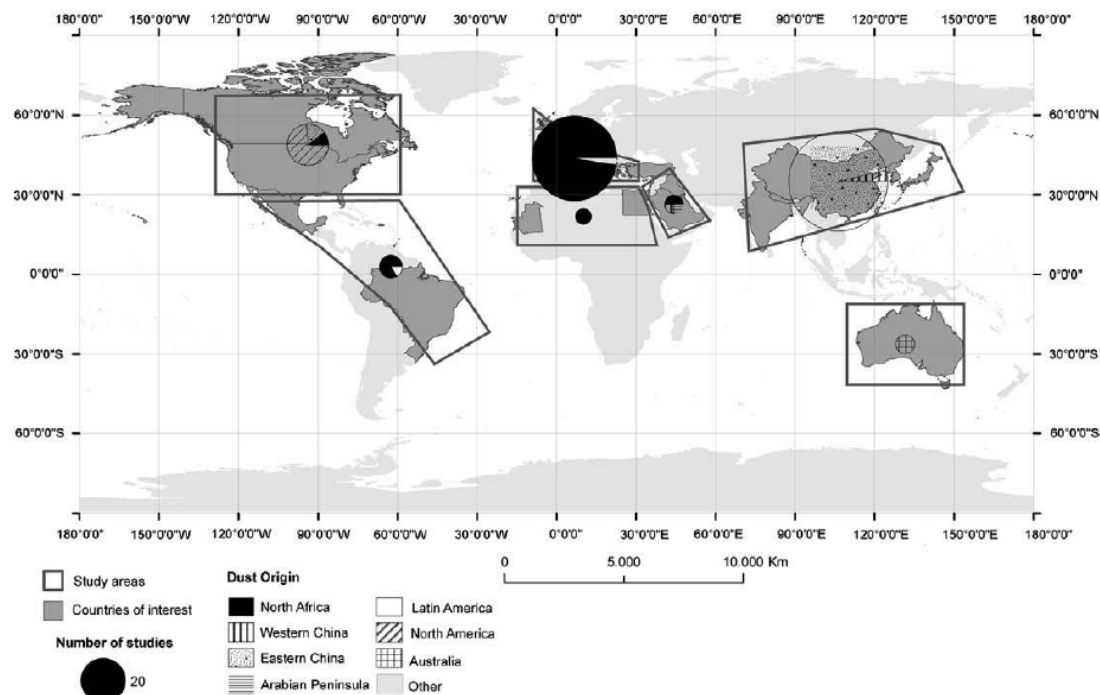 180°0'0" 150°0'0"W 120°0'0"W 90°0'0"W 60°0'0"W 30°0'0"W 0°0'0" 30°0'0"E 60°0'0"E 90°0'0"E 120°0'0"E 150°0'0"E 180°0'0"
60°0'0"N 60°0'0"N
30°0'0"N 30°0'0"N
0°0'0" 0°0'0"
30°0'0"S 30°0'0"S
60°0'0"S 60°0'0"S
180°0'0" 150°0'0"W 120°0'0"W 90°0'0"W 60°0'0"W 30°0'0"W 0°0'0" 30°0'0"E 60°0'0"E 90°0'0"E 120°0'0"E 150°0'0"E 180°0'0"
0 5.000 10.000 Km
Study areas
Countries of interest
Number of studies
20
Dust Origin
North Africa
Western China
Eastern China
Arabian Peninsula
Latin America
North America
Australia
Other